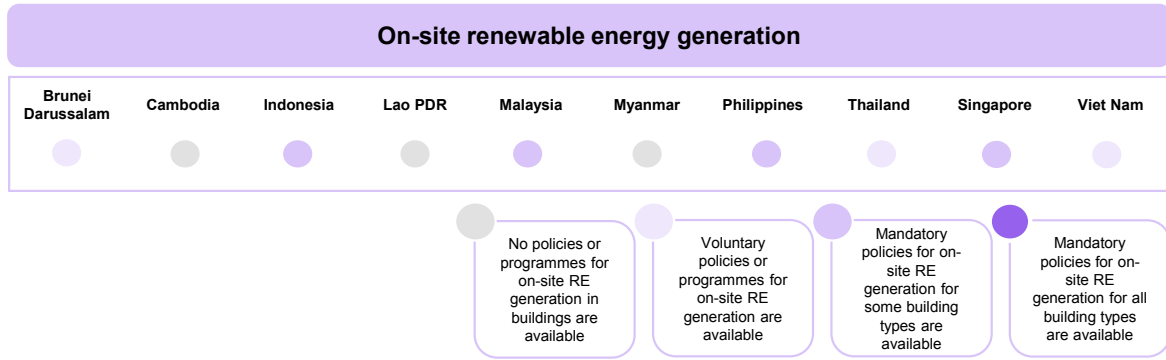 On-site renewable energy generation
Brunei
Darussalam
Cambodia
Indonesia
Lao PDR
Malaysia
Myanmar
Philippines
Thailand
Singapore
Viet Nam
No policies or
programmes for
on-site RE
generation in
buildings are
available
Voluntary
policies or
programmes for
on-site RE
generation are
available
Mandatory
policies for on-
site RE
generation for
some building
types are
available
Mandatory
policies for on-
site RE
generation for all
building types
are available